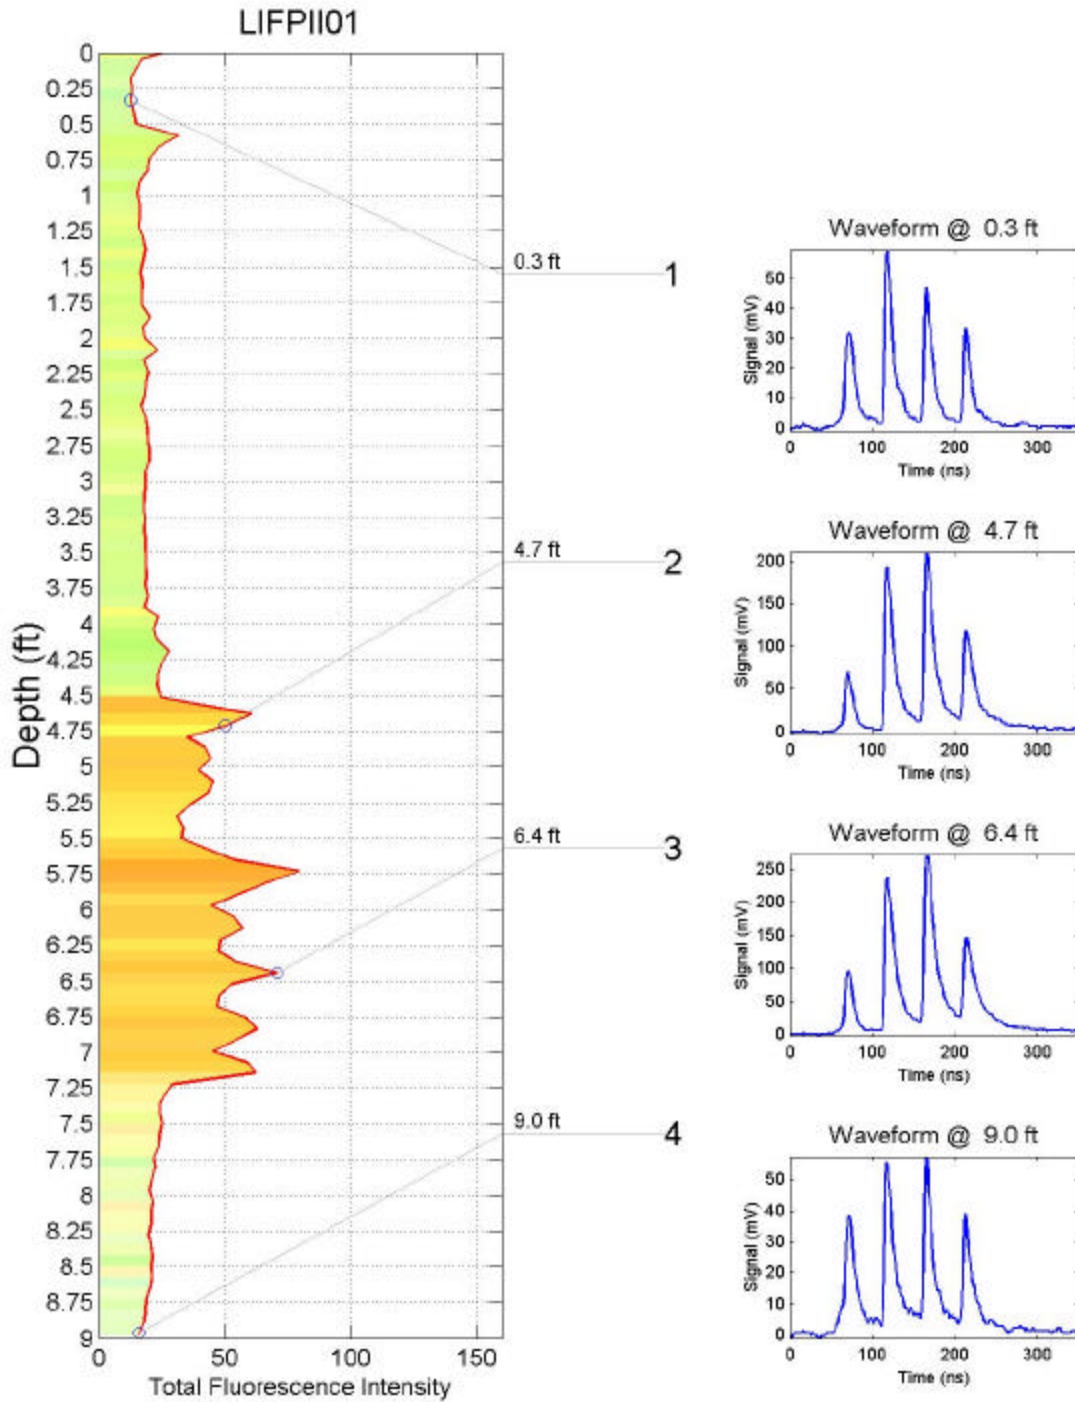 LIFPII01
0
0.25
0.5
0.75
1
1.25
1.5
1.75
2
2.25
2.5
2.75
3
3.25
3.5
3.75
4
4.25
4.5
4.75
5
5.25
5.5
5.75
6
6.25
6.5
6.75
7
7.25
7.5
7.75
8
8.25
8.5
8.75
9
Depth (ft)
0 50 100 150
Total Fluorescence Intensity
0.3 ft 1
4.7 ft 2
6.4 ft 3
9.0 ft 4
Waveform @ 0.3 ft
50
40
30
20
10
0
Signal (mV)
0 100 200 300
Time (ns)
Waveform @ 4.7 ft
200
150
100
50
0
Signal (mV)
0 100 200 300
Time (ns)
Waveform @ 6.4 ft
250
200
150
100
50
0
Signal (mV)
0 100 200 300
Time (ns)
Waveform @ 9.0 ft
50
40
30
20
10
0
Signal (mV)
0 100 200 300
Time (ns)